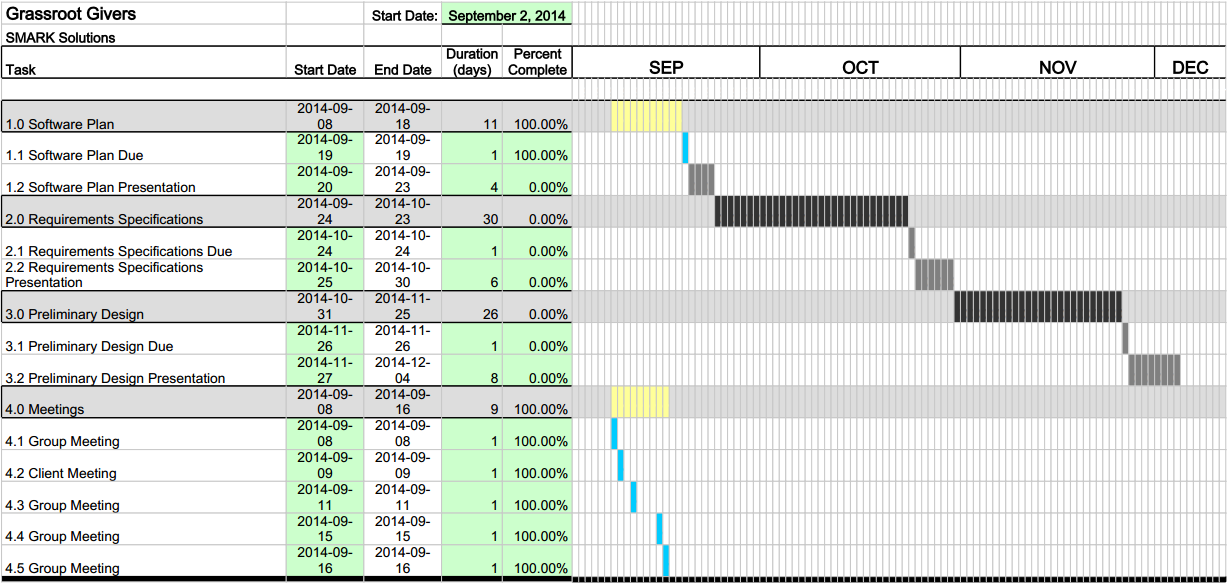 Grassroot Givers Start Date: September 2, 2014
SMARK Solutions
Task Start Date End Date Duration (days) Percent Complete SEP OCT NOV DEC
1.0 Software Plan 2014-09-08 2014-09-18 11 100.00%
1.1 Software Plan Due 2014-09-19 2014-09-19 1 100.00%
1.2 Software Plan Presentation 2014-09-20 2014-09-23 4 0.00%
2.0 Requirements Specifications 2014-09-24 2014-10-23 30 0.00%
2.1 Requirements Specifications Due 2014-10-24 2014-10-24 1 0.00%
2.2 Requirements Specifications Presentation 2014-10-25 2014-10-30 6 0.00%
3.0 Preliminary Design 2014-10-31 2014-11-25 26 0.00%
3.1 Preliminary Design Due 2014-11-26 2014-11-26 1 0.00%
3.2 Preliminary Design Presentation 2014-11-27 2014-12-04 8 0.00%
4.0 Meetings 2014-09-08 2014-09-16 9 100.00%
4.1 Group Meeting 2014-09-08 2014-09-08 1 100.00%
4.2 Client Meeting 2014-09-09 2014-09-09 1 100.00%
4.3 Group Meeting 2014-09-11 2014-09-11 1 100.00%
4.4 Group Meeting 2014-09-15 2014-09-15 1 100.00%
4.5 Group Meeting 2014-09-16 2014-09-16 1 100.00%